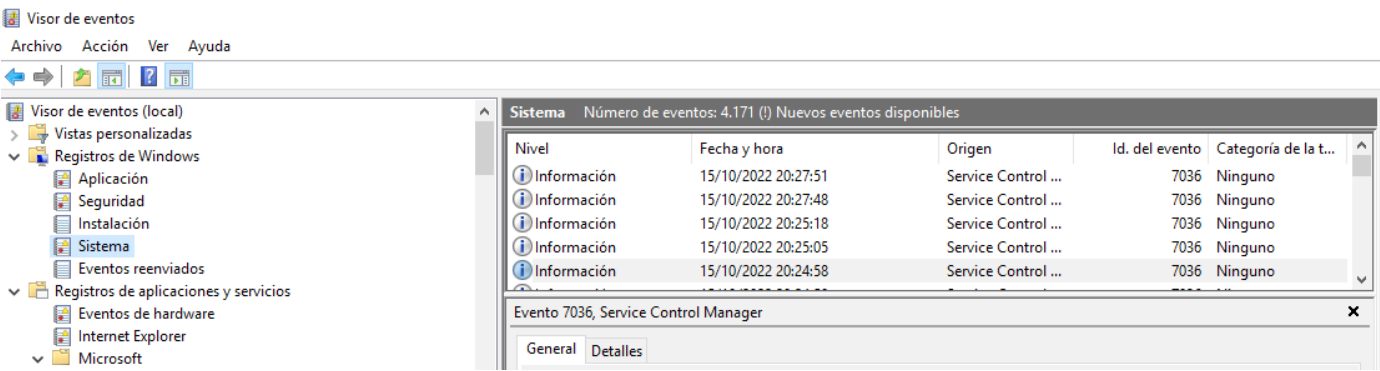 Visor de eventos
Archivo Acción Ver Ayuda
Visor de eventos (local)
Vistas personalizadas
Registros de Windows
Aplicación
Seguridad
Instalación
Sistema
Eventos reenviados
Registros de aplicaciones y servicios
Eventos de hardware
Internet Explorer
Microsoft
Sistema Número de eventos: 4.171 (!) Nuevos eventos disponibles
Nivel Fecha y hora Origen Id. del evento Categoría de la t...
Información 15/10/2022 20:27:51 Service Control ... 7036 Ninguno
Información 15/10/2022 20:27:48 Service Control ... 7036 Ninguno
Información 15/10/2022 20:25:18 Service Control ... 7036 Ninguno
Información 15/10/2022 20:25:05 Service Control ... 7036 Ninguno
Información 15/10/2022 20:24:58 Service Control ... 7036 Ninguno
Evento 7036, Service Control Manager
General Detalles